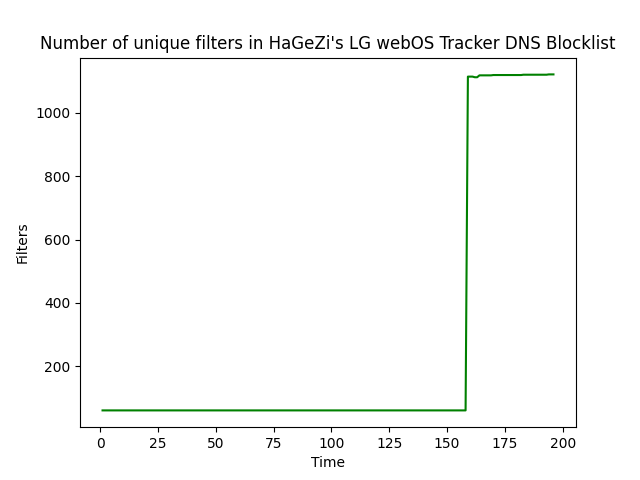 Number of unique filters in HaGeZi's LG webOS Tracker DNS Blocklist
1000
800
600
400
200
Filters
0 25 50 75 100 125 150 175 200
Time